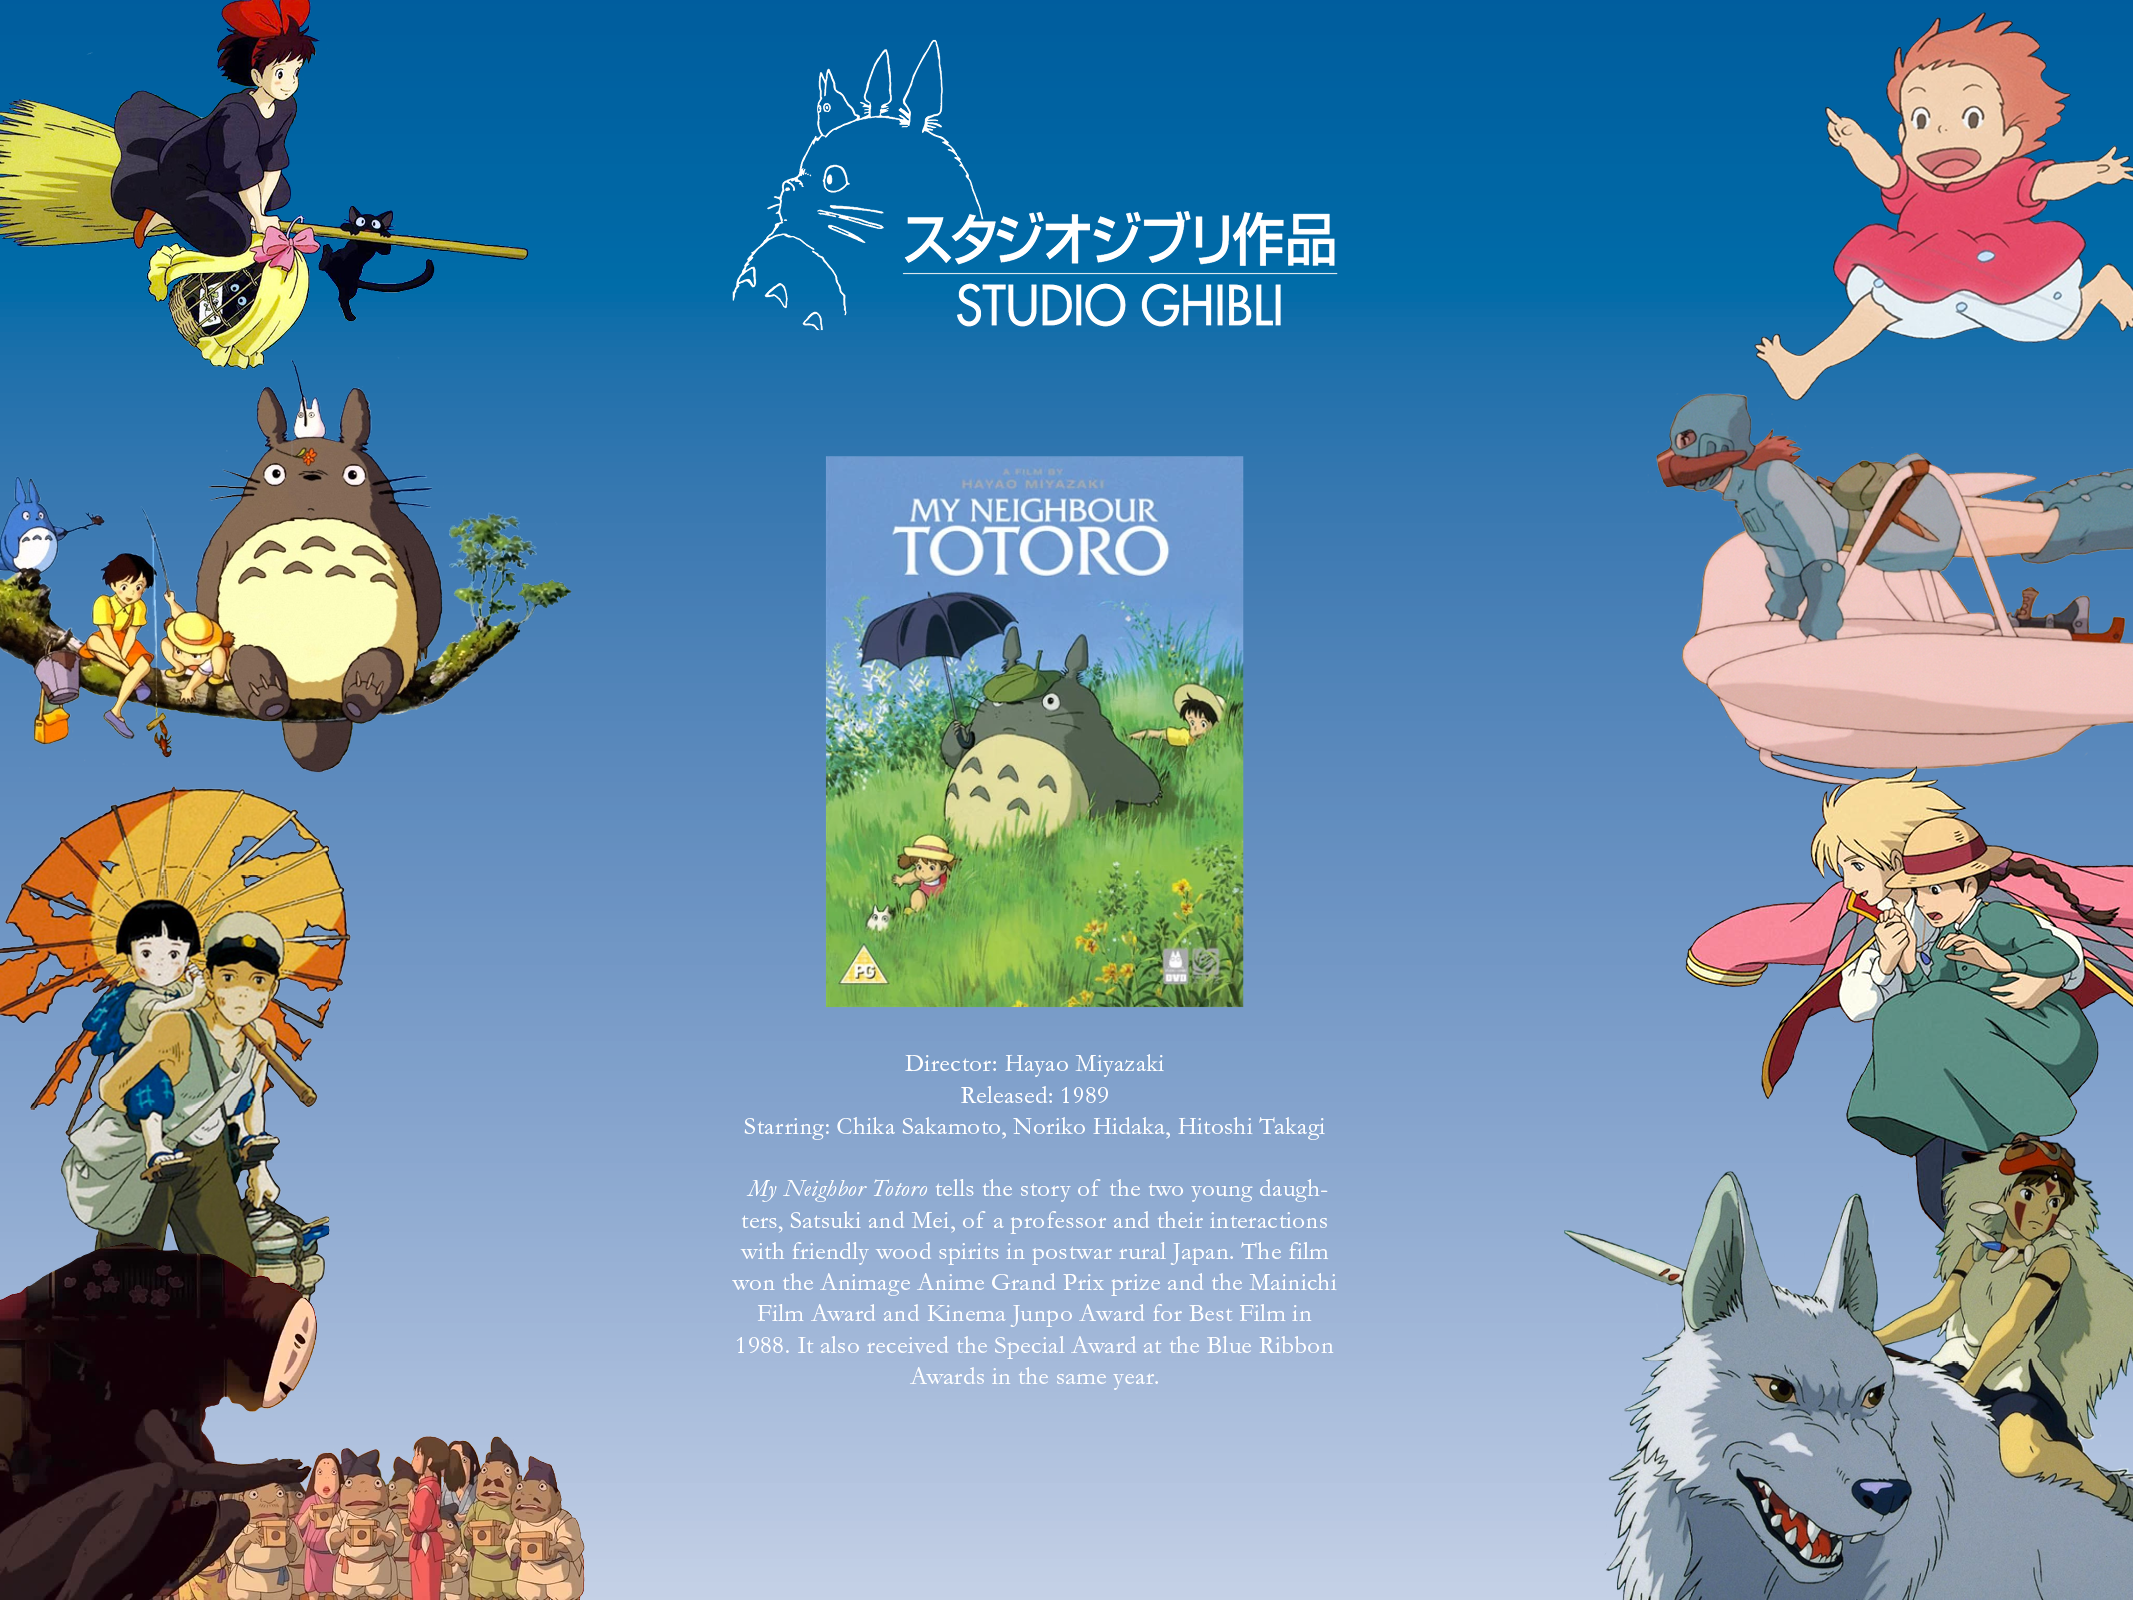 スタジオジブリ作品
STUDIO GHIBLI
A FILM BY
HAYAO MIYAZAKI
MY NEIGHBOUR
TOTORO
PG
DVD
Director: Hayao Miyazaki
Released: 1989
Starring: Chika Sakamoto, Noriko Hidaka, Hitoshi Takagi
My Neighbor Totoro tells the story of the two young daugh-
ters, Satsuki and Mei, of a professor and their interactions
with friendly wood spirits in postwar rural Japan. The film
won the Animage Anime Grand Prix prize and the Mainichi
Film Award and Kinema Junpo Award for Best Film in
1988. It also received the Special Award at the Blue Ribbon
Awards in the same year.